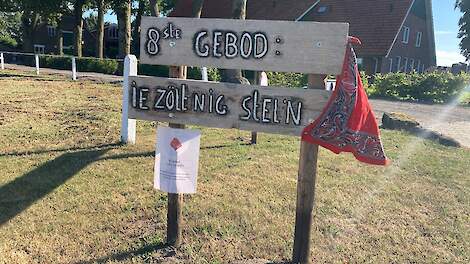 8ste GEBOD:
IE ZÖLT NIG STEL'N